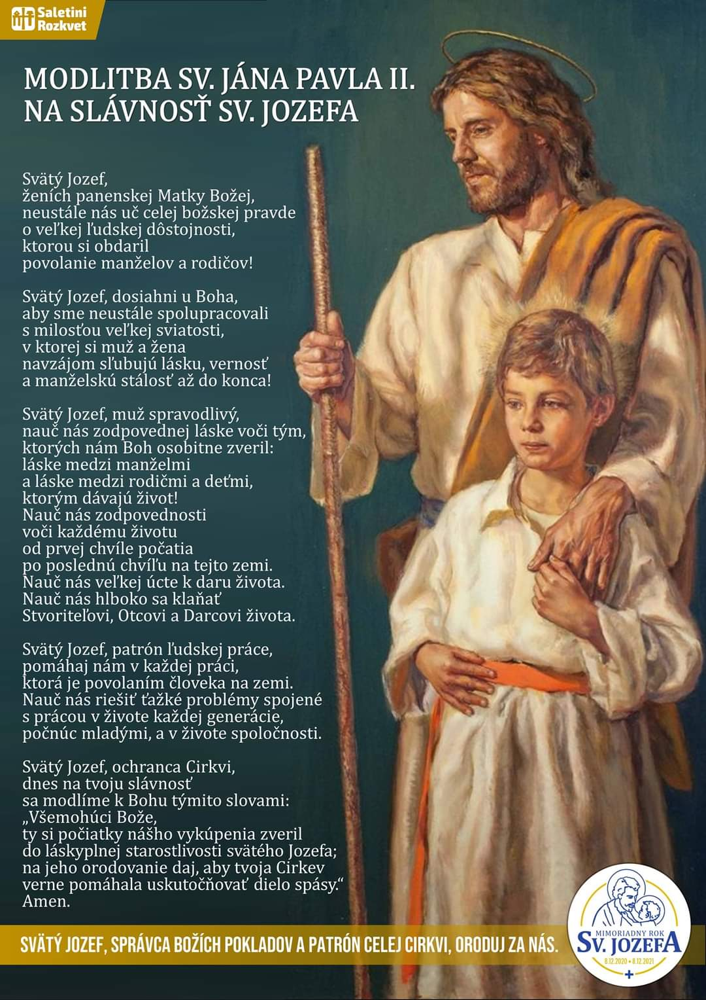 Saletini
Rozkvet
MODLITBA SV. JÁNA PAVLA II.
NA SLÁVNOSŤ SV. JOZEFA
Svätý Jozef,
ženích panenskej Matky Božej,
neustále nás uč celej božskej pravde
o veľkej ľudskej dôstojnosti,
ktorou si obdaril
povolanie manželov a rodičov!
Svätý Jozef, dosiahni u Boha,
aby sme neustále spolupracovali
s milosťou veľkej sviatosti,
v ktorej si muž a žena
navzájom sľubujú lásku, vernosť
a manželskú stálosť až do konca!
Svätý Jozef, muž spravodlivý,
nauč nás zodpovednej láske voči tým,
ktorých nám Boh osobitne zveril:
láske medzi manželmi
a láske medzi rodičmi a deťmi,
ktorým dávajú život!
Nauč nás zodpovednosti
voči každému životu
od prvej chvíle počatia
po poslednú chvíľu na tejto zemi.
Nauč nás veľkej úcte k daru života.
Nauč nás hlboko sa klaňať
Stvoriteľovi, Otcovi a Darcovi života.
Svätý Jozef, patrón ľudskej práce,
pomáhaj nám v každej práci,
ktorá je povolaním človeka na zemi.
Nauč nás riešiť ťažké problémy spojené
s prácou v živote každej generácie,
počnúc mladými, a v živote spoločnosti.
Svätý Jozef, ochranca Cirkvi,
dnes na tvoju slávnosť
sa modlíme k Bohu týmito slovami:
„Všemohúci Bože,
ty si počiatky nášho vykúpenia zveril
do láskyplnej starostlivosti svätého Jozefa;
na jeho orodovanie daj, aby tvoja Cirkev
verne pomáhala uskutočňovať dielo spásy.“
Amen.
SVÄTÝ JOZEF, SPRÁVCA BOŽÍCH POKLADOV A PATRÓN CELEJ CIRKVI, ORODUJ ZA NÁS.
MIMORIADNY ROK
SV. JOZEFA
8.12.2020 • 8.12.2021